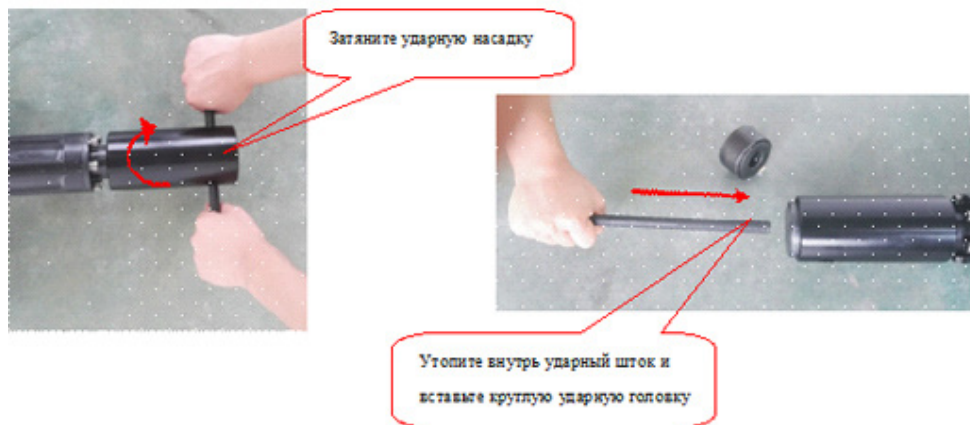 Затяните ударную насадку
Утопите внутрь ударный шток и
вставьте круглую ударную головку